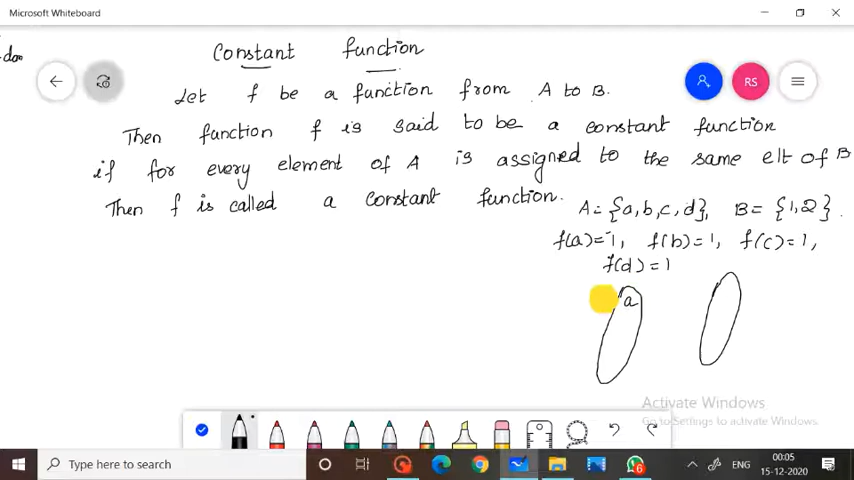 Microsoft Whiteboard
Constant function
RS
Let f be a function from A to B.
Then function f is said to be a constant function
if for every element of A is assigned to the same elt of B
Then f is called a constant function.
A = {a, b, c, d}, B = {1, 2}.
f(a) = 1, f(b) = 1, f(c) = 1,
f(d) = 1
a
Activate Windows
Go to Settings to activate Windows.
Type here to search
6
ENG
00:05
15-12-2020